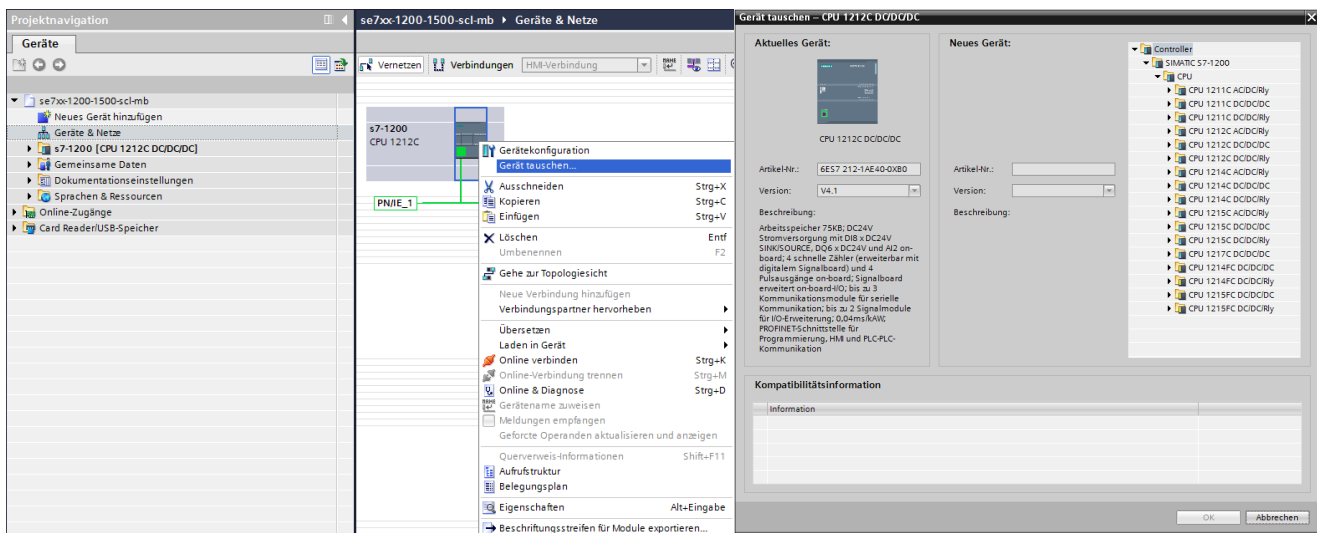 Projektnavigation
Geräte
se7xx-1200-1500-scl-mb
Neues Gerät hinzufügen
Geräte & Netze
s7-1200 [CPU 1212C DC/DC/DC]
Gemeinsame Daten
Dokumentationseinstellungen
Sprachen & Ressourcen
Online-Zugänge
Card Reader/USB-Speicher
se7xx-1200-1500-scl-mb Geräte & Netze
Vernetzen Verbindungen HMI-Verbindung
s7-1200
CPU 1212C
PN/IE_1
Gerätekonfiguration
Gerät tauschen...
Ausschneiden Strg+X
Kopieren Strg+C
Einfügen Strg+V
Löschen Entf
Umbenennen F2
Gehe zur Topologiesicht
Neue Verbindung hinzufügen
Verbindungspartner hervorheben
Übersetzen
Laden in Gerät
Online verbinden Strg+K
Online-Verbindung trennen Strg+M
Online & Diagnose Strg+D
Gerätename zuweisen
Meldungen empfangen
Geforcte Operanden aktualisieren und anzeigen
Querverweis-Informationen Shift+F11
Aufrufstruktur
Belegungsplan
Eigenschaften Alt+Eingabe
Beschriftungsstreifen für Module exportieren...
Gerät tauschen -- CPU 1212C DC/DC/DC
Aktuelles Gerät:
CPU 1212C DC/DC/DC
Artikel-Nr.: 6ES7 212-1AE40-0XB0
Version: V4.1
Beschreibung:
Arbeitsspeicher 75KB; DC24V
Stromversorgung mit DI8 x DC24V
SINK/SOURCE, DQ6 x DC24V und AI2 on-
board; 4 schnelle Zähler (erweiterbar mit
digitalem Signalboard) und 4
Pulsausgänge on-board; Signalboard
erweitert on-board-I/O; bis zu 3
Kommunikationsmodule für serielle
Kommunikation; bis zu 2 Signalmodule
für I/O-Erweiterung; 0,04ms/kAW;
PROFINET-Schnittstelle für
Programmierung, HMI und PLC-PLC-
Kommunikation
Neues Gerät:
Artikel-Nr.:
Version:
Beschreibung:
Controller
SIMATIC S7-1200
CPU
CPU 1211C AC/DC/Rly
CPU 1211C DC/DC/DC
CPU 1211C DC/DC/Rly
CPU 1212C AC/DC/Rly
CPU 1212C DC/DC/DC
CPU 1212C DC/DC/Rly
CPU 1214C AC/DC/Rly
CPU 1214C DC/DC/DC
CPU 1214C DC/DC/Rly
CPU 1215C AC/DC/Rly
CPU 1215C DC/DC/DC
CPU 1215C DC/DC/Rly
CPU 1217C DC/DC/DC
CPU 1214FC DC/DC/DC
CPU 1214FC DC/DC/Rly
CPU 1215FC DC/DC/DC
CPU 1215FC DC/DC/Rly
Kompatibilitätsinformation
Information
OK Abbrechen